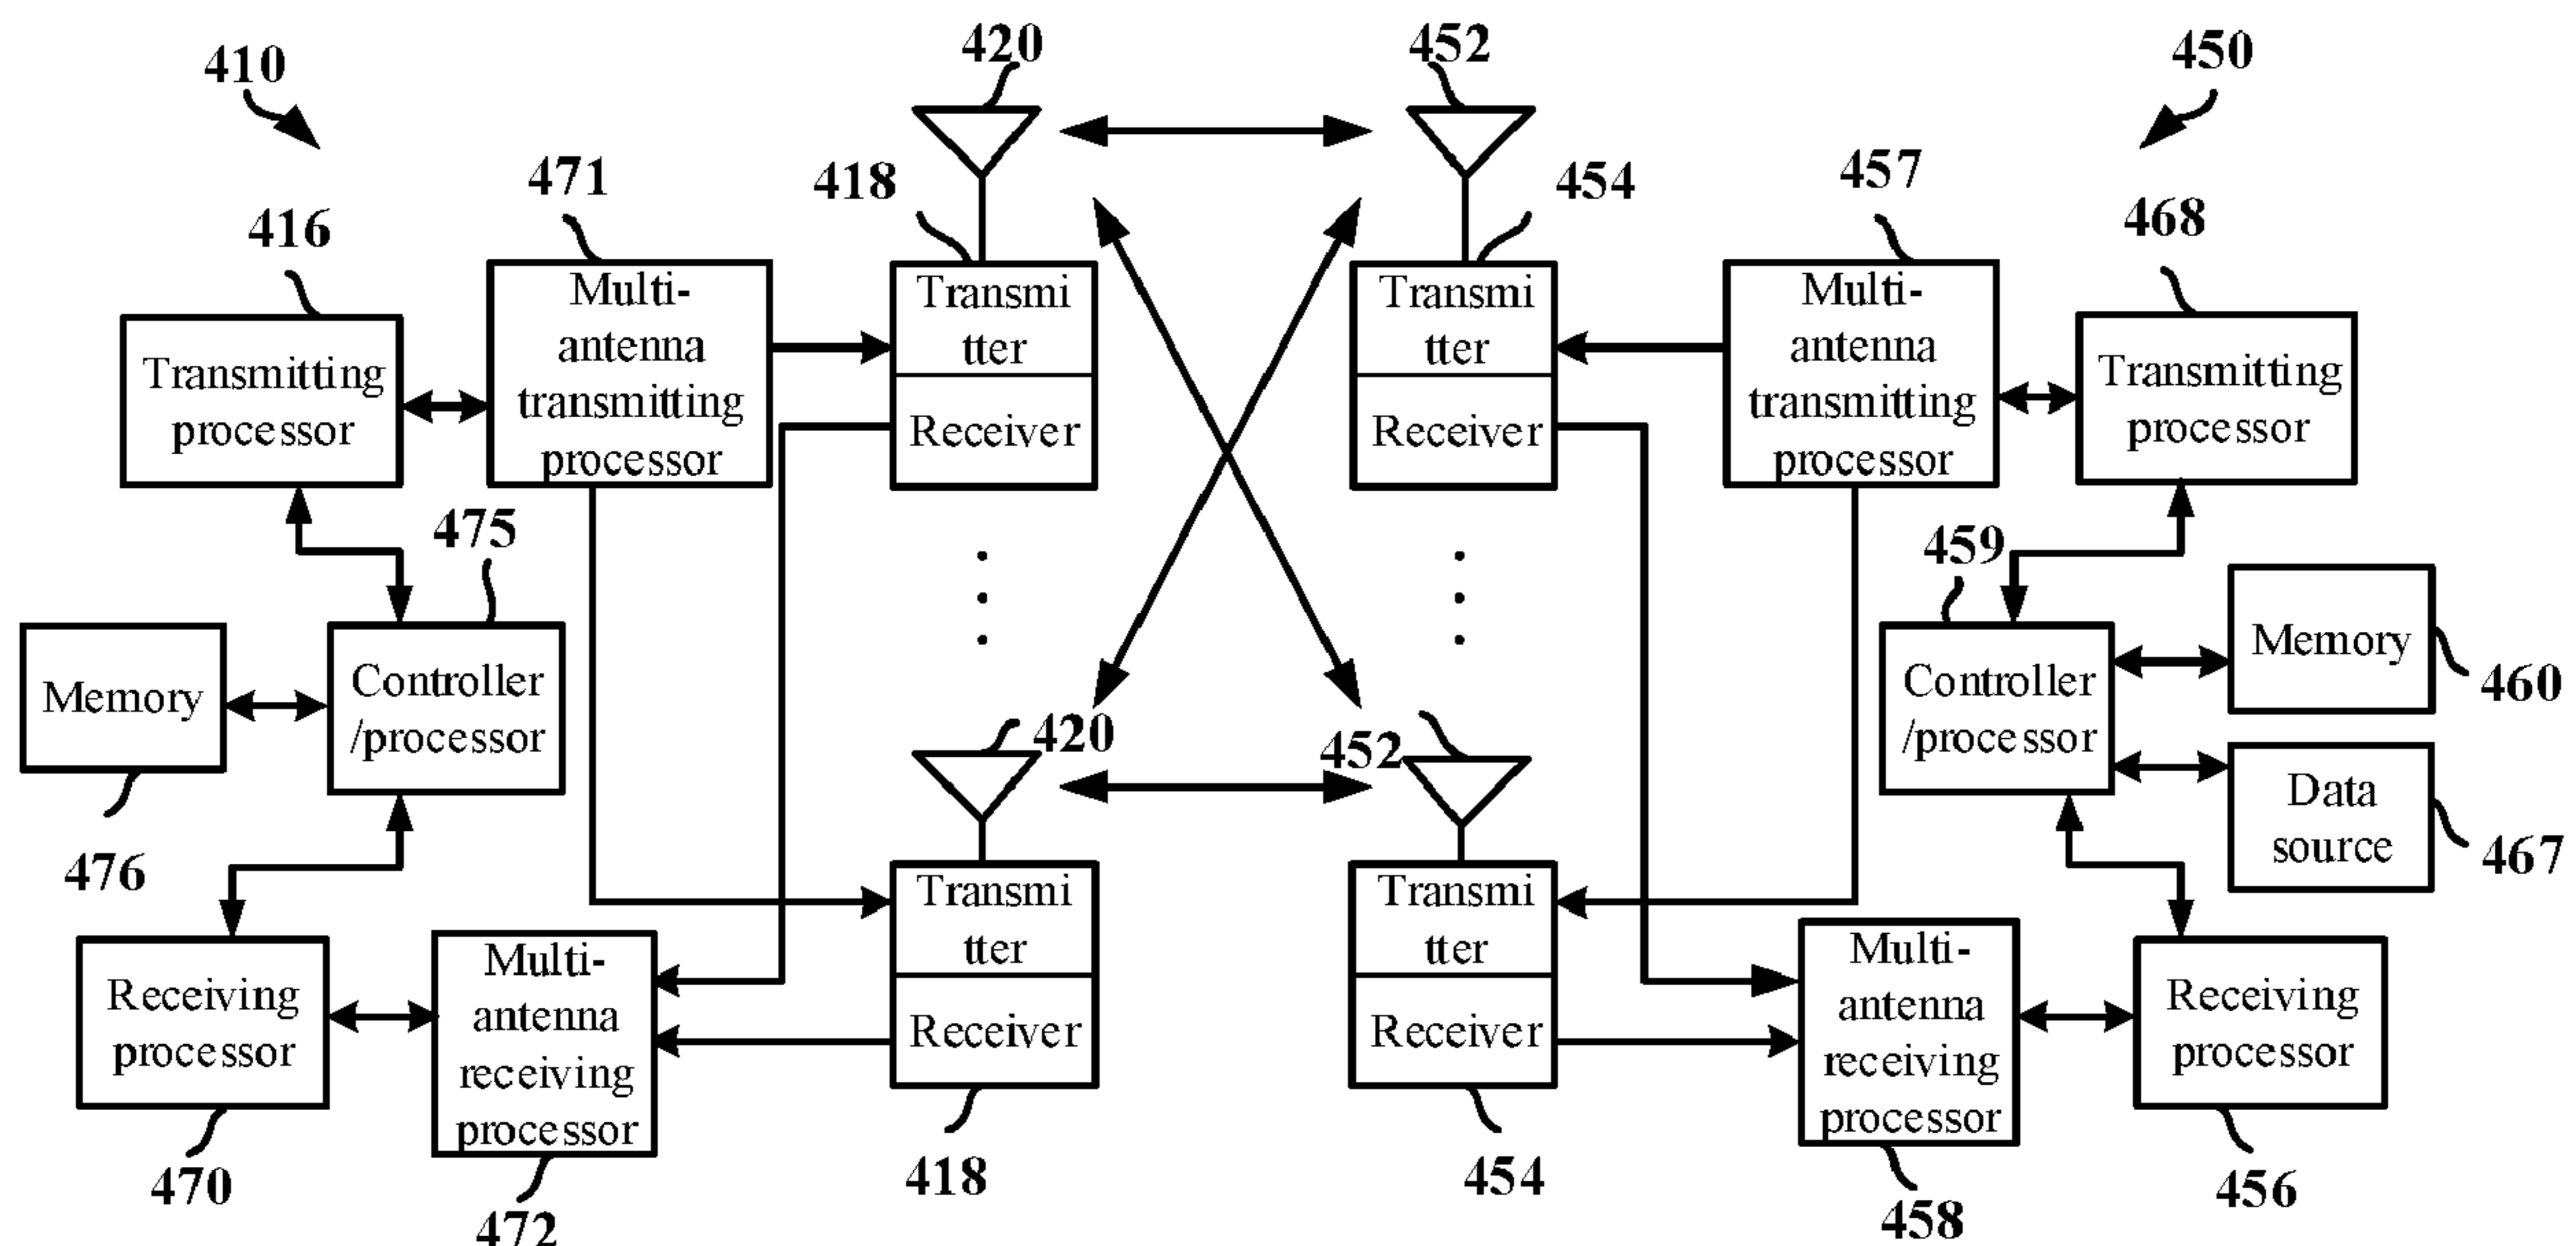 410
420
452
450
471
418
454
457
416
468
Transmitting
processor
Multi-
antenna
transmitting
processor
Transmi
tter
Receiver
Transmi
tter
Receiver
Multi-
antenna
transmitting
processor
Transmitting
processor
475
459
Memory
Controller
/processor
Controller
/processor
Memory
460
476
420
452
Data
source
467
Receiving
processor
Multi-
antenna
receiving
processor
Transmi
tter
Receiver
Transmi
tter
Receiver
Multi-
antenna
receiving
processor
Receiving
processor
470
472
418
454
458
456